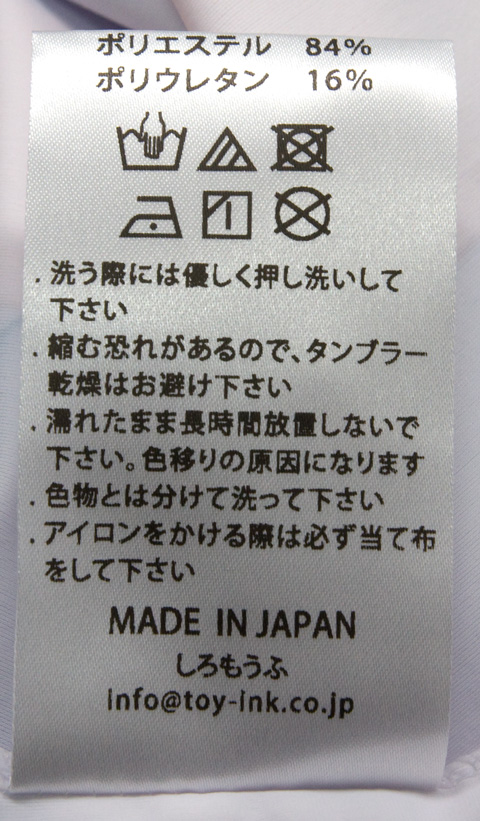 ポリエステル 84%
ポリウレタン 16%
.洗う際には優しく押し洗いして
下さい
.縮む恐れがあるので、タンブラー
乾燥はお避け下さい
.濡れたまま長時間放置しないで
下さい。色移りの原因になります
.色物とは分けて洗って下さい
.アイロンをかける際は必ず当て布
をして下さい
MADE IN JAPAN
しろもうふ
info@toy-ink.co.jp